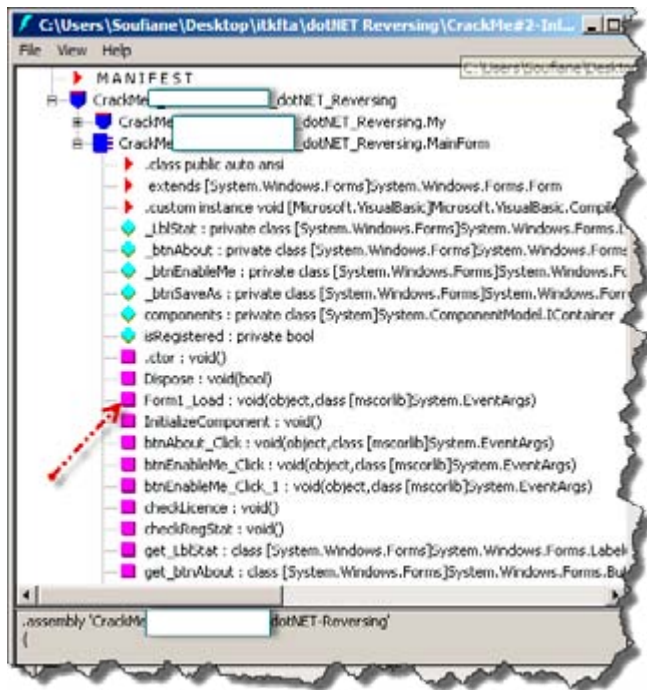 C:\Users\Soufiane\Desktop\itkfta\dotNET Reversing\CrackMe#2-InL...
File View Help
C:\Users\Soufiane\Desktop
MANIFEST
CrackMe _dotNET_Reversing
CrackMe _dotNET_Reversing.My
CrackMe _dotNET_Reversing.MainForm
.class public auto ansi
extends [System.Windows.Forms]System.Windows.Forms.Form
.custom instance void [Microsoft.VisualBasic]Microsoft.VisualBasic.Compile
_LblStat : private class [System.Windows.Forms]System.Windows.Forms.
_btnAbout : private class [System.Windows.Forms]System.Windows.Forms
_btnEnableMe : private class [System.Windows.Forms]System.Windows.Fo
_btnSaveAs : private class [System.Windows.Forms]System.Windows.Form
components : private class [System]System.ComponentModel.IContainer
isRegistered : private bool
.ctor : void()
Dispose : void(bool)
Form1_Load : void(object,class [mscorlib]System.EventArgs)
InitializeComponent : void()
btnAbout_Click : void(object,class [mscorlib]System.EventArgs)
btnEnableMe_Click : void(object,class [mscorlib]System.EventArgs)
btnEnableMe_Click_1 : void(object,class [mscorlib]System.EventArgs)
checkLicence : void()
checkRegStat : void()
get_LblStat : class [System.Windows.Forms]System.Windows.Forms.Label
get_btnAbout : class [System.Windows.Forms]System.Windows.Forms.But
.assembly 'CrackMe dotNET-Reversing'
{